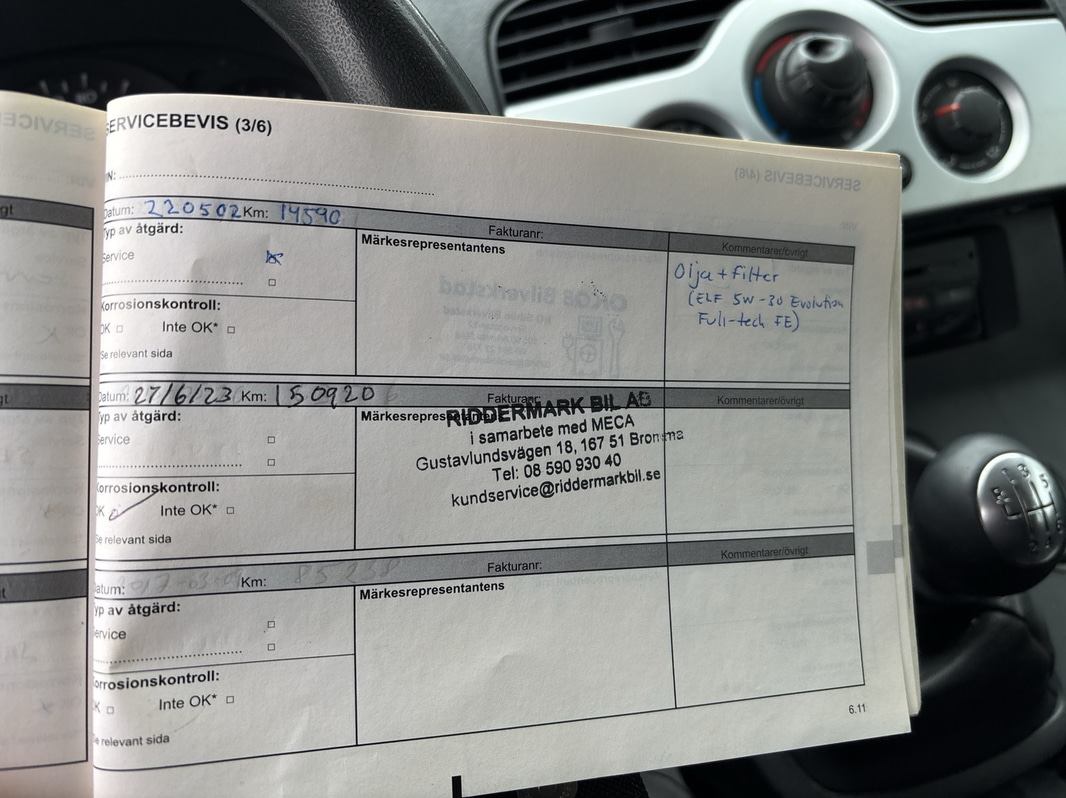 SERVICEBEVIS (3/6)
Datum: 220502 Km: 14590
Fakturanr:
Kommentarer/övrigt
Typ av åtgärd:
Service
Märkesrepresentantens
Olja + filter
(ELF 5W-30 Evolution
Full-tech FE)
Korrosionskontroll:
OK Inte OK*
Se relevant sida
Datum: 27/6/23 Km: 150920
Fakturanr:
Kommentarer/övrigt
Typ av åtgärd:
Service
Märkesrepresentantens
RIDDERMARK BIL AB
i samarbete med MECA
Gustavlundsvägen 18, 167 51 Bromma
Tel: 08 590 930 40
kundservice@riddermarkbil.se
Korrosionskontroll:
OK Inte OK*
Se relevant sida
Datum: Km:
Fakturanr:
Kommentarer/övrigt
Typ av åtgärd:
Service
Märkesrepresentantens
Korrosionskontroll:
OK Inte OK*
Se relevant sida
6.11